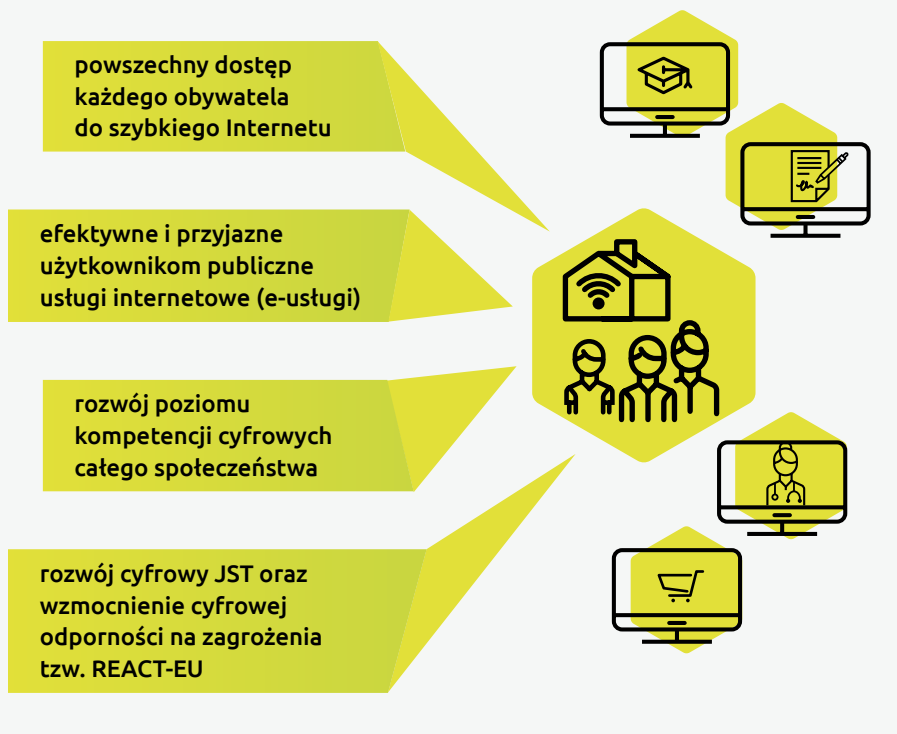 powszechny dostęp
każdego obywatela
do szybkiego Internetu
efektywne i przyjazne
użytkownikom publiczne
usługi internetowe (e-usługi)
rozwój poziomu
kompetencji cyfrowych
całego społeczeństwa
rozwój cyfrowy JST oraz
wzmocnienie cyfrowej
odporności na zagrożenia
tzw. REACT-EU